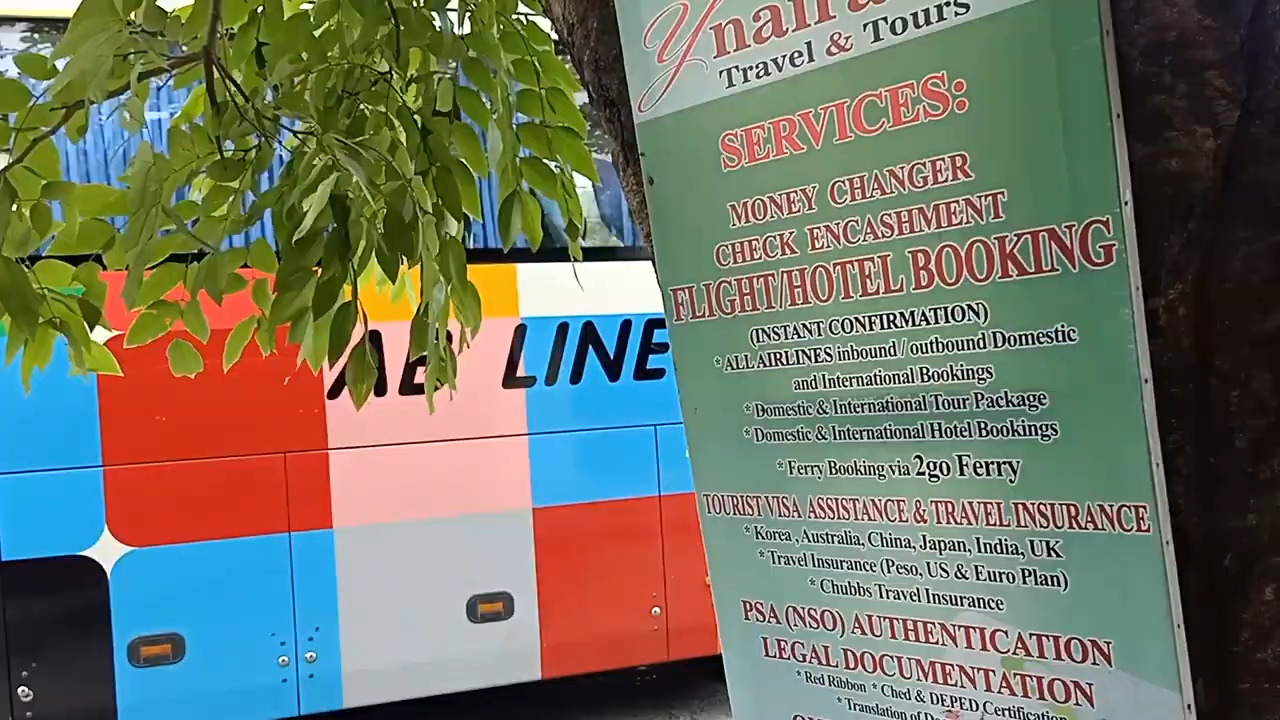 Travel & Tours
SERVICES:
MONEY CHANGER
CHECK ENCASHMENT
FLIGHT/HOTEL BOOKING
(INSTANT CONFIRMATION)
* ALL AIRLINES inbound / outbound Domestic
and International Bookings
* Domestic & International Tour Package
* Domestic & International Hotel Bookings
* Ferry Booking via 2go Ferry
TOURIST VISA ASSISTANCE & TRAVEL INSURANCE
* Korea , Australia, China, Japan, India, UK
* Travel Insurance (Peso, US & Euro Plan)
* Chubbs Travel Insurance
PSA (NSO) AUTHENTICATION
LEGAL DOCUMENTATION
* Red Ribbon * Ched & DEPED Certification
* Translation of
AB LINE